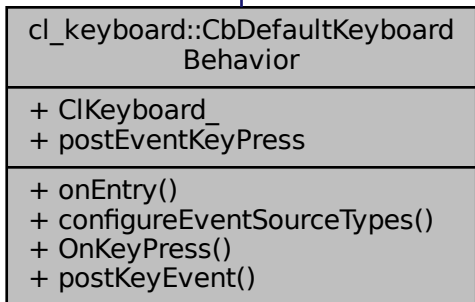 cl_keyboard::CbDefaultKeyboard
Behavior
+ ClKeyboard_
+ postEventKeyPress
+ onEntry()
+ configureEventSourceTypes()
+ OnKeyPress()
+ postKeyEvent()